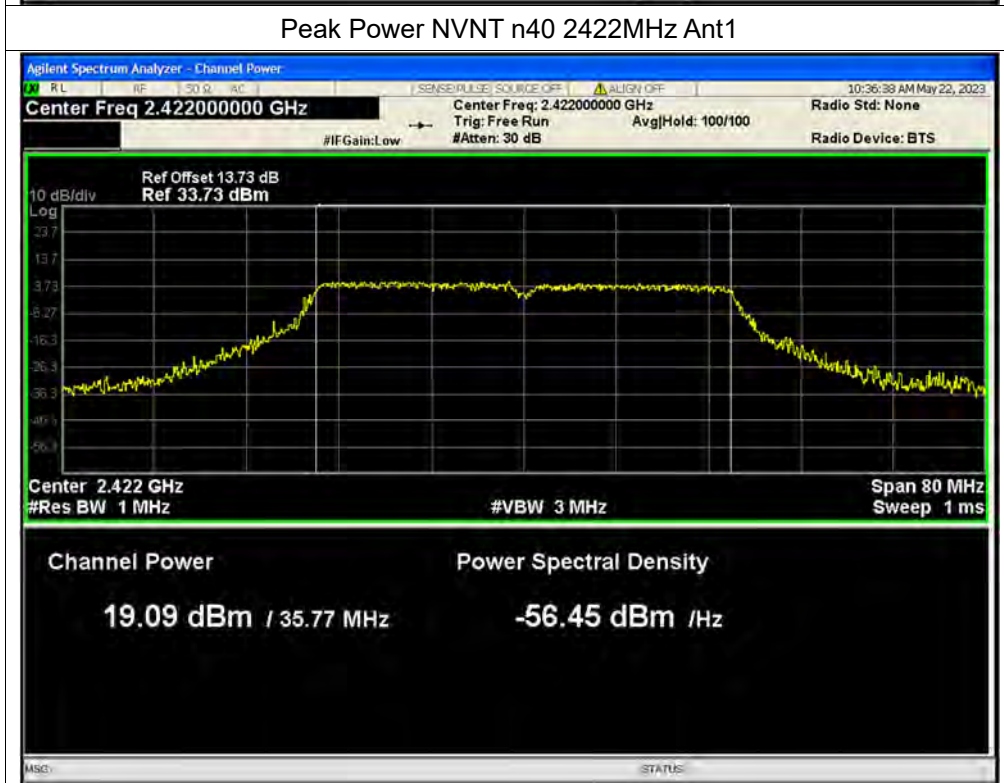 Peak Power NVNT n40 2422MHz Ant1
Agilent Spectrum Analyzer - Channel Power
RL RF 50 Ω AC SENSE:PULSE SOURCE OFF ALIGN OFF 10:36:38 AM May 22, 2023
Center Freq 2.422000000 GHz Center Freq: 2.422000000 GHz Radio Std: None
Trig: Free Run Avg|Hold: 100/100
#IFGain:Low #Atten: 30 dB Radio Device: BTS
Ref Offset 13.73 dB
10 dB/div Ref 33.73 dBm
Log
23.7
13.7
3.73
-6.27
-16.3
-26.3
-36.3
-46.3
-56.3
Center 2.422 GHz Span 80 MHz
#Res BW 1 MHz #VBW 3 MHz Sweep 1 ms
Channel Power Power Spectral Density
19.09 dBm / 35.77 MHz -56.45 dBm /Hz
MSG STATUS